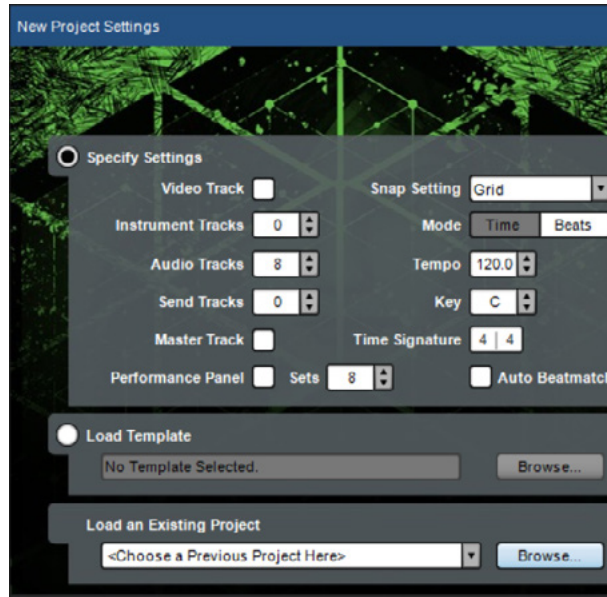 New Project Settings
Specify Settings
Video Track Snap Setting Grid
Instrument Tracks 0 Mode Time Beats
Audio Tracks 8 Tempo 120.0
Send Tracks 0 Key C
Master Track Time Signature 4 | 4
Performance Panel Sets 8 Auto Beatmatch
Load Template
No Template Selected. Browse...
Load an Existing Project
<Choose a Previous Project Here> Browse...